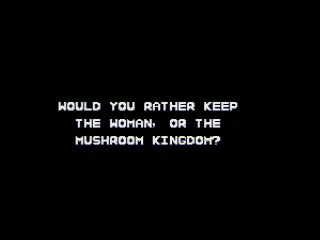 WOULD YOU RATHER KEEP
THE WOMAN, OR THE
MUSHROOM KINGDOM?